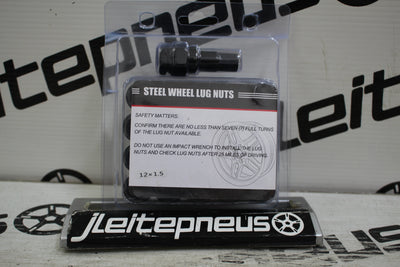 jleitepneus
STEEL WHEEL LUG NUTS
SAFETY MATTERS:
CONFIRM THERE ARE NO LESS THAN SEVEN (7) FULL TURNS
OF THE LUG NUT AVAILABLE.
DO NOT USE AN IMPACT WRENCH TO INSTALL THE LUG
NUTS AND CHECK LUG NUTS AFTER 25 MILES OF DRIVING.
12×1.5
jleitepneus